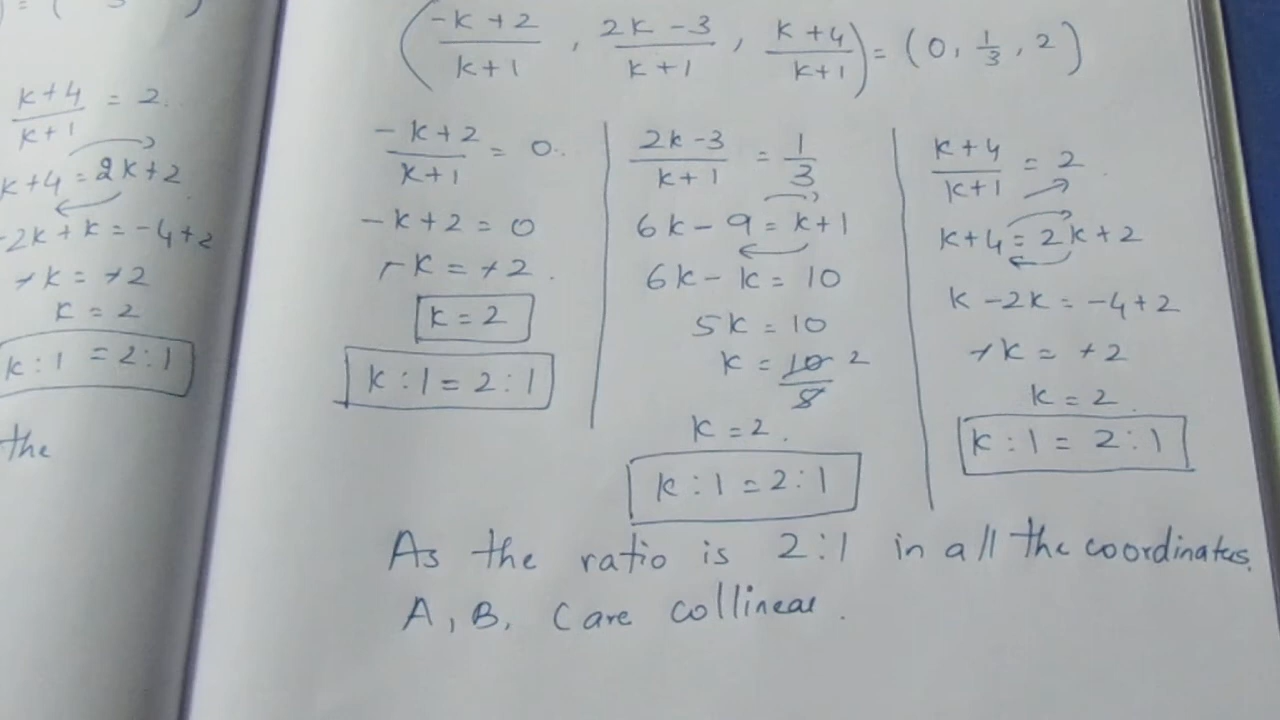 k+4/k+1 = 2.
k+4 = 2k+2
-2k+k = -4+2
-k = -2
k = 2
k : 1 = 2 : 1
the
(-k+2/k+1 , 2k-3/k+1 , k+4/k+1) = (0, 1/3, 2)
-k+2/k+1 = 0.
-k+2 = 0
-k = -2.
k = 2
k : 1 = 2 : 1
2k-3/k+1 = 1/3
6k-9 = k+1
6k-k = 10
5k = 10
k = 10/5 2
k = 2.
k : 1 = 2 : 1
k+4/k+1 = 2.
k+4 = 2k+2
k-2k = -4+2
-k = -2
k = 2.
k : 1 = 2 : 1
As the ratio is 2:1 in all the coordinates.
A, B, C are collinear.